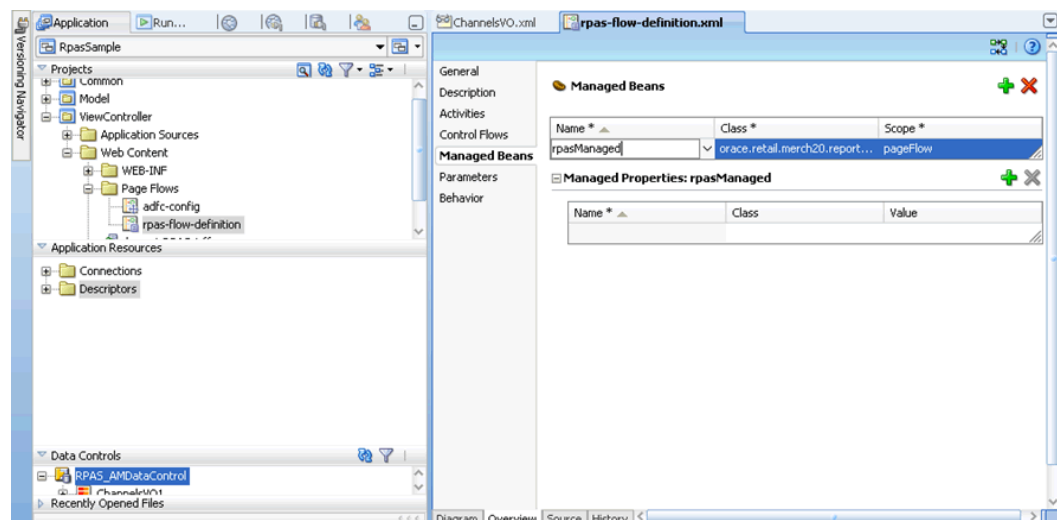 Application
Run...
Versioning Navigator
RpasSample
Projects
Common
Model
ViewController
Application Sources
Web Content
WEB-INF
Page Flows
adfc-config
rpas-flow-definition
Application Resources
Connections
Descriptors
Data Controls
RPAS_AMDataControl
ChannelsVO1
Recently Opened Files
ChannelsVO.xml
rpas-flow-definition.xml
General
Description
Activities
Control Flows
Managed Beans
Parameters
Behavior
Managed Beans
Name * Class * Scope *
rpasManaged orace.retail.merch20.report... pageFlow
Managed Properties: rpasManaged
Name * Class Value
Diagram Overview Source History